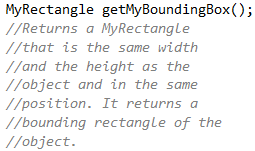 MyRectangle getMyBoundingBox();
//Returns a MyRectangle
//that is the same width
//and the height as the
//object and in the same
//position. It returns a
//bounding rectangle of the
//object.